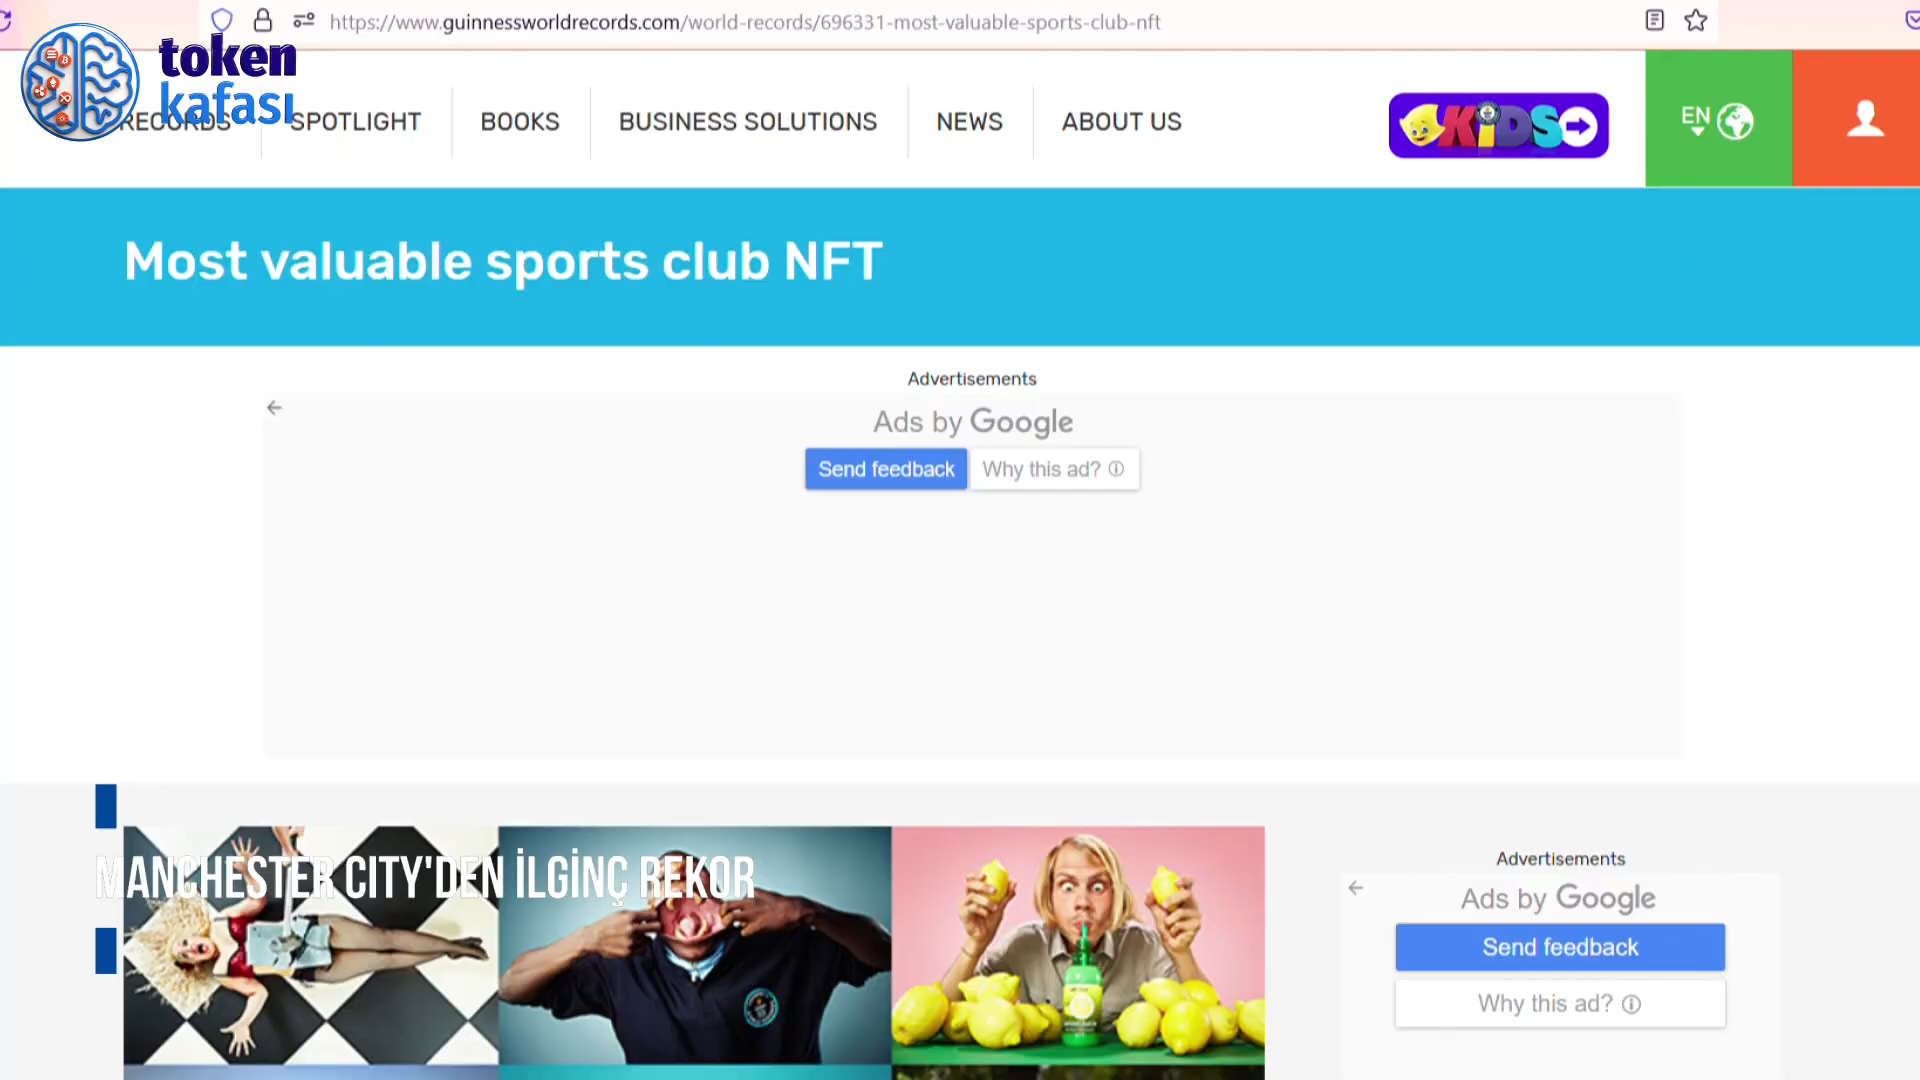 https://www.guinnessworldrecords.com/world-records/696331-most-valuable-sports-club-nft
token
kafası
RECORDS
SPOTLIGHT
BOOKS
BUSINESS SOLUTIONS
NEWS
ABOUT US
KiDS
EN
Most valuable sports club NFT
Advertisements
Ads by Google
Send feedback
Why this ad?
MANCHESTER CITY'DEN İLGİNÇ REKOR
Advertisements
Ads by Google
Send feedback
Why this ad?